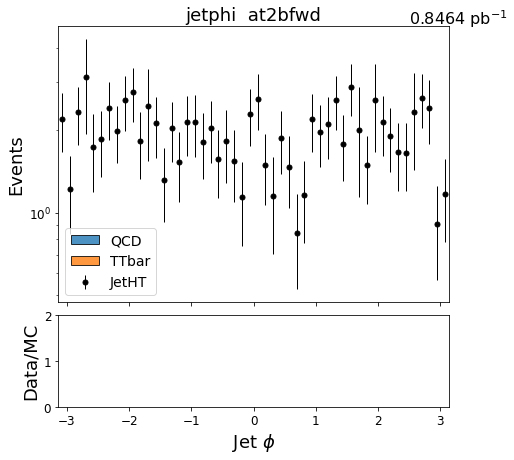 jetphi  at2bfwd
0.8464 pb⁻¹
Events
10⁰
QCD
TTbar
JetHT
Data/MC
2
1
0
−3 −2 −1 0 1 2 3
Jet ϕ